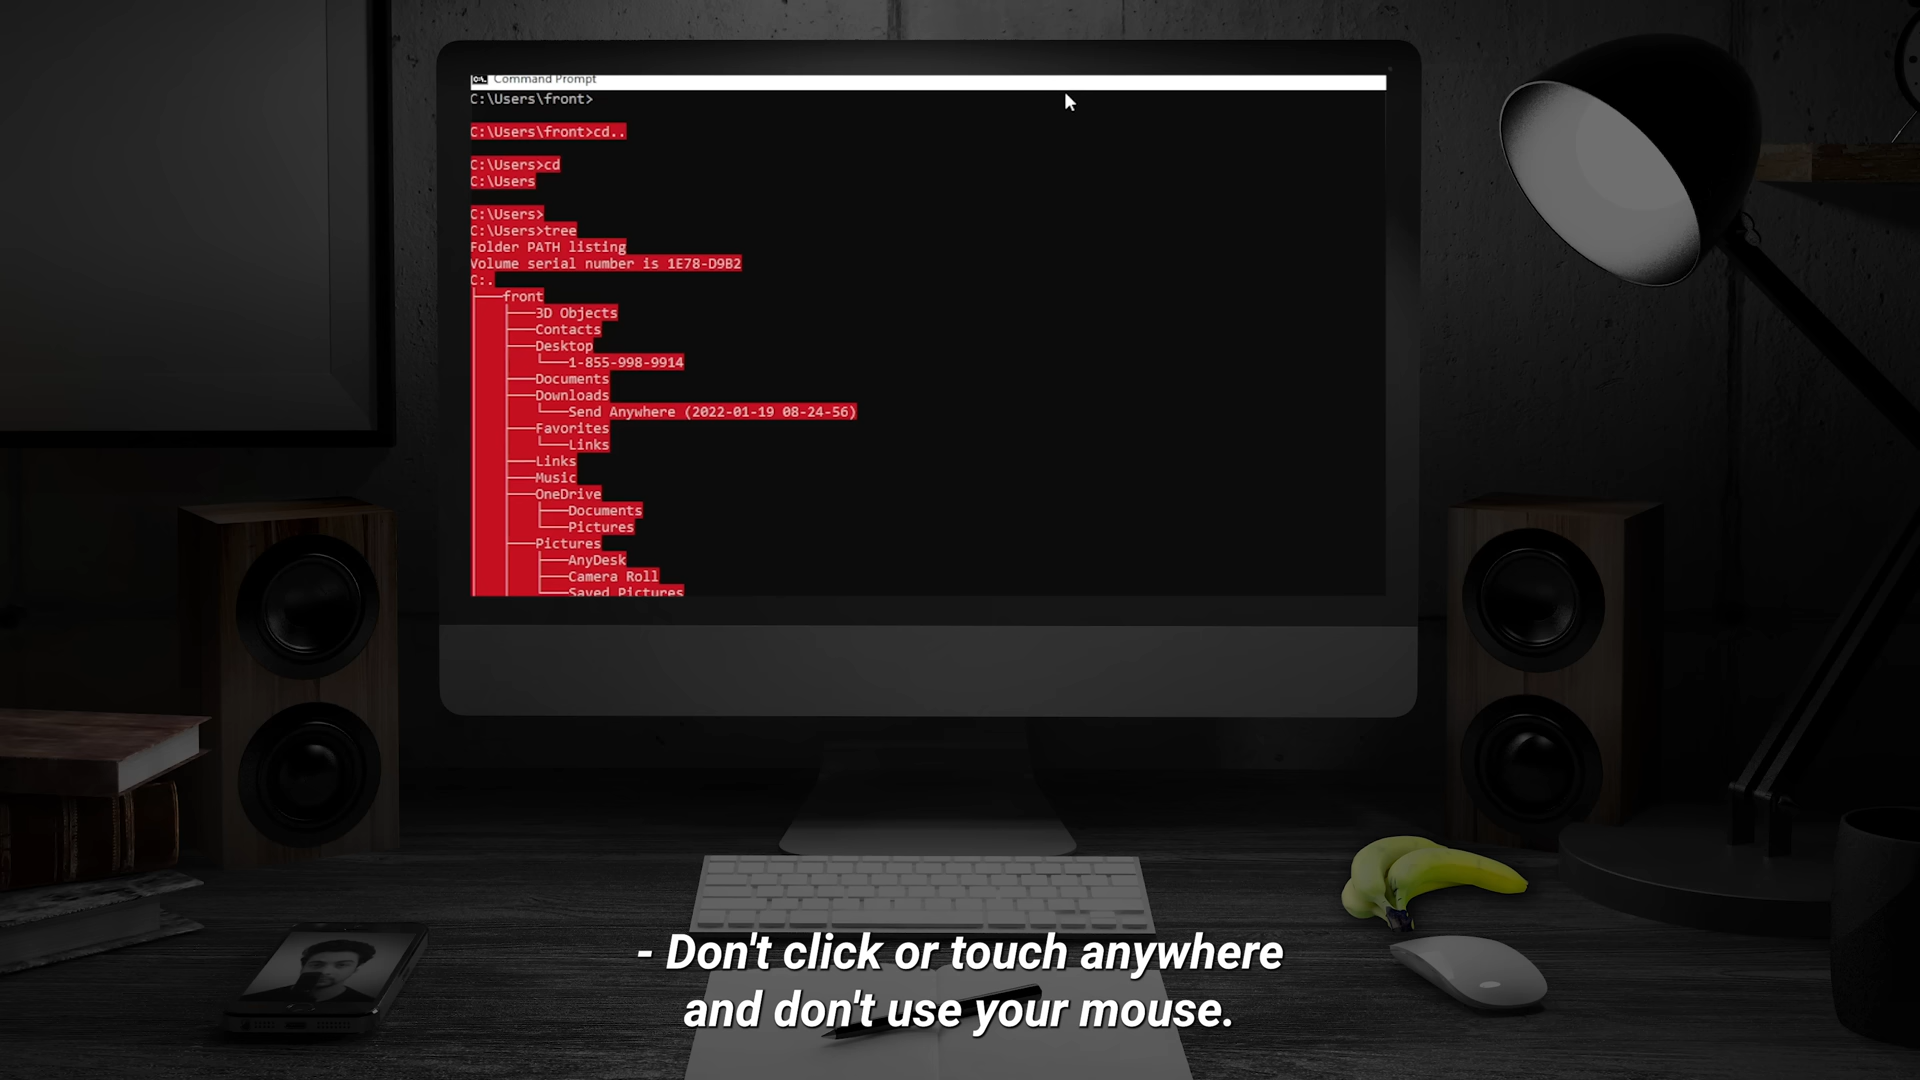 Command Prompt
C:\Users\front>
C:\Users\front>cd..
C:\Users>cd
C:\Users
C:\Users>
C:\Users>tree
Folder PATH listing
Volume serial number is 1E78-D9B2
C:.
front
3D Objects
Contacts
Desktop
1-855-998-9914
Documents
Downloads
Send Anywhere (2022-01-19 08-24-56)
Favorites
Links
Links
Music
OneDrive
Documents
Pictures
Pictures
AnyDesk
Camera Roll
Saved Pictures
- Don't click or touch anywhere
and don't use your mouse.